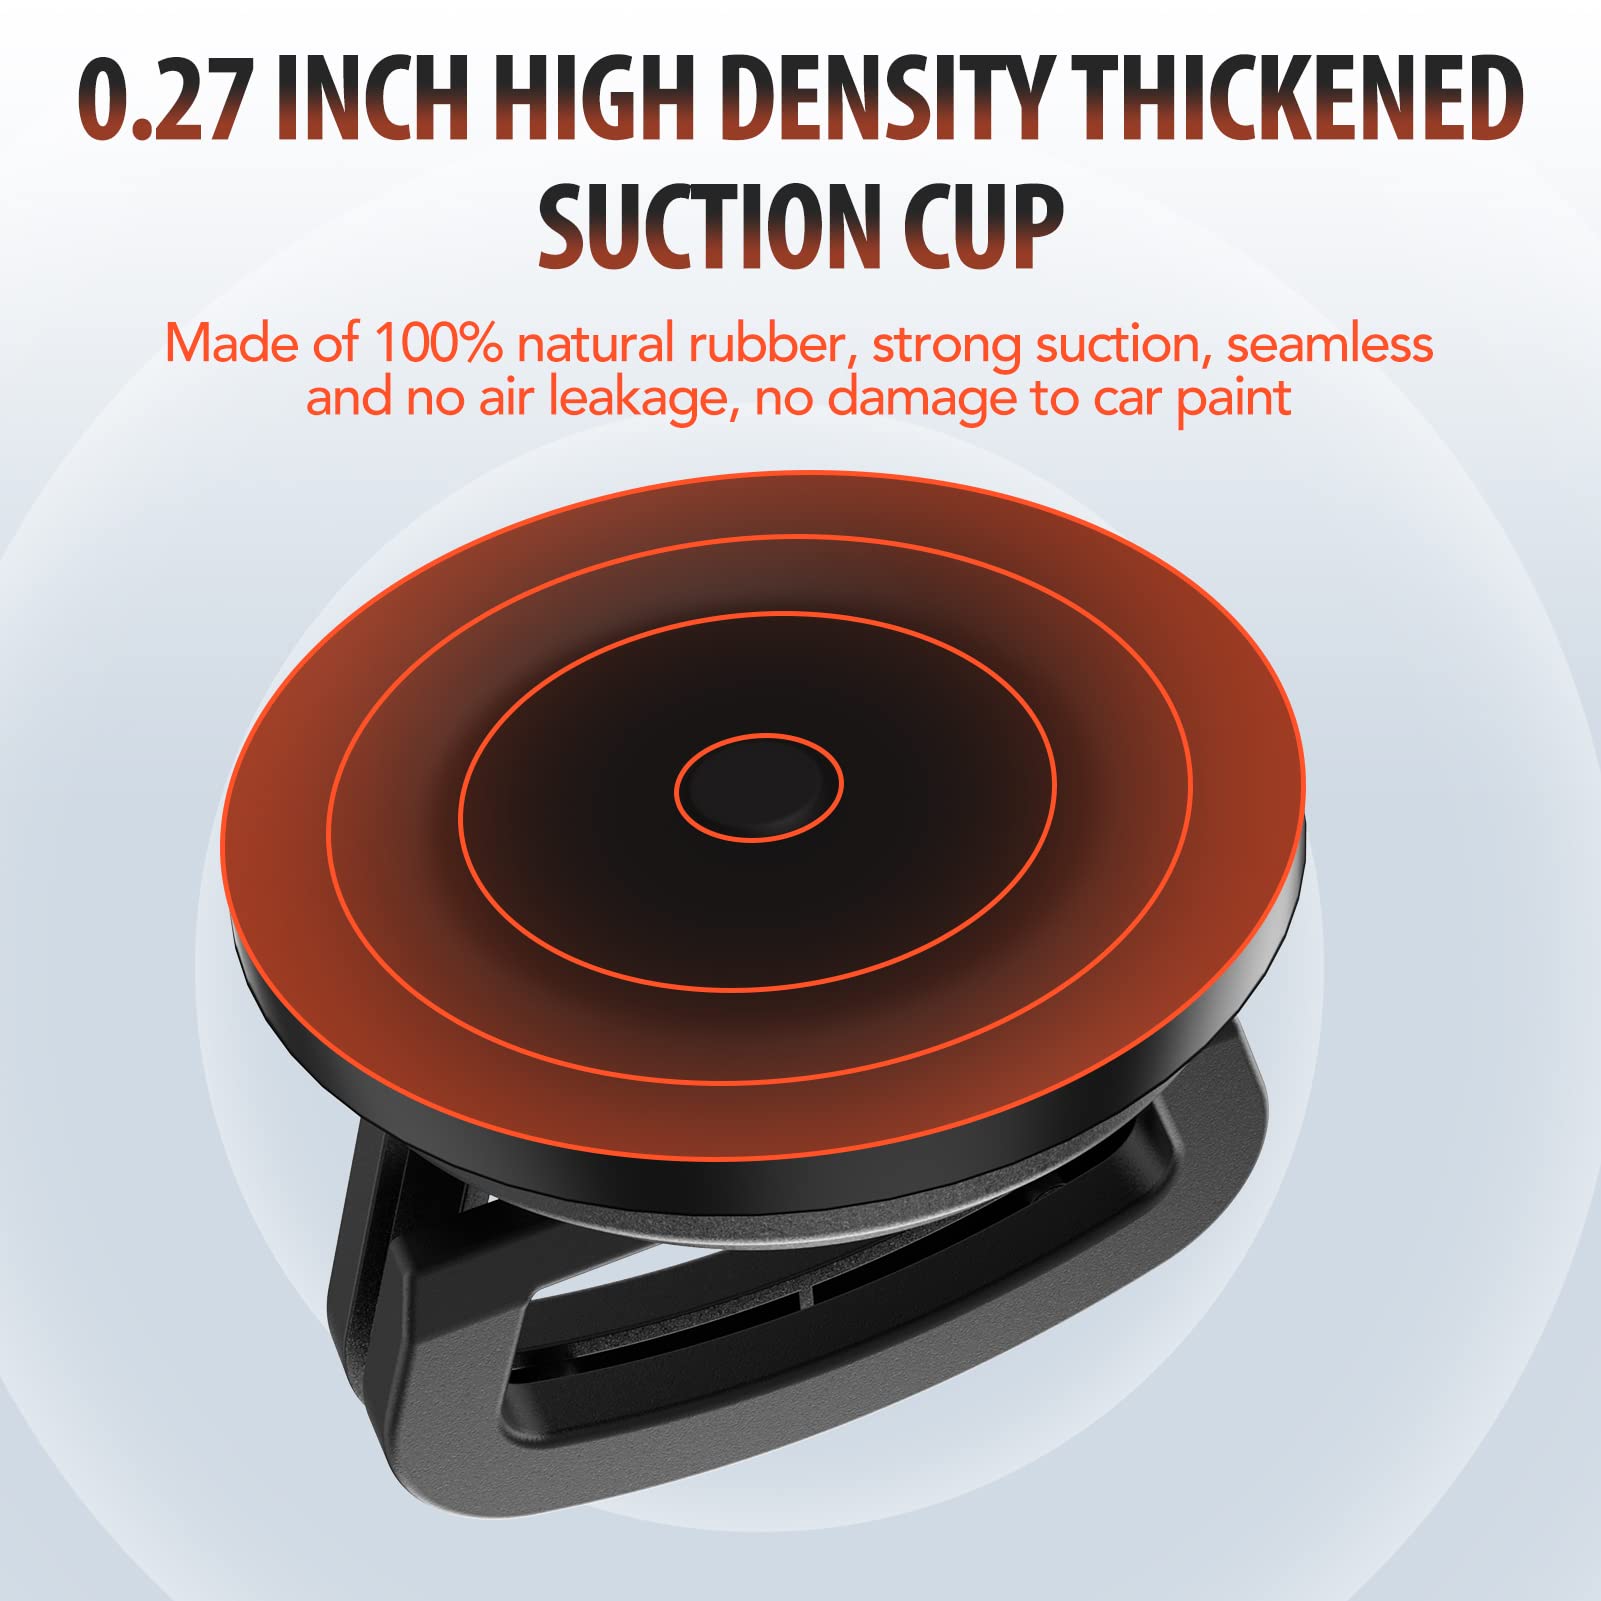 0.27 INCH HIGH DENSITY THICKENED
SUCTION CUP
Made of 100% natural rubber, strong suction, seamless
and no air leakage, no damage to car paint